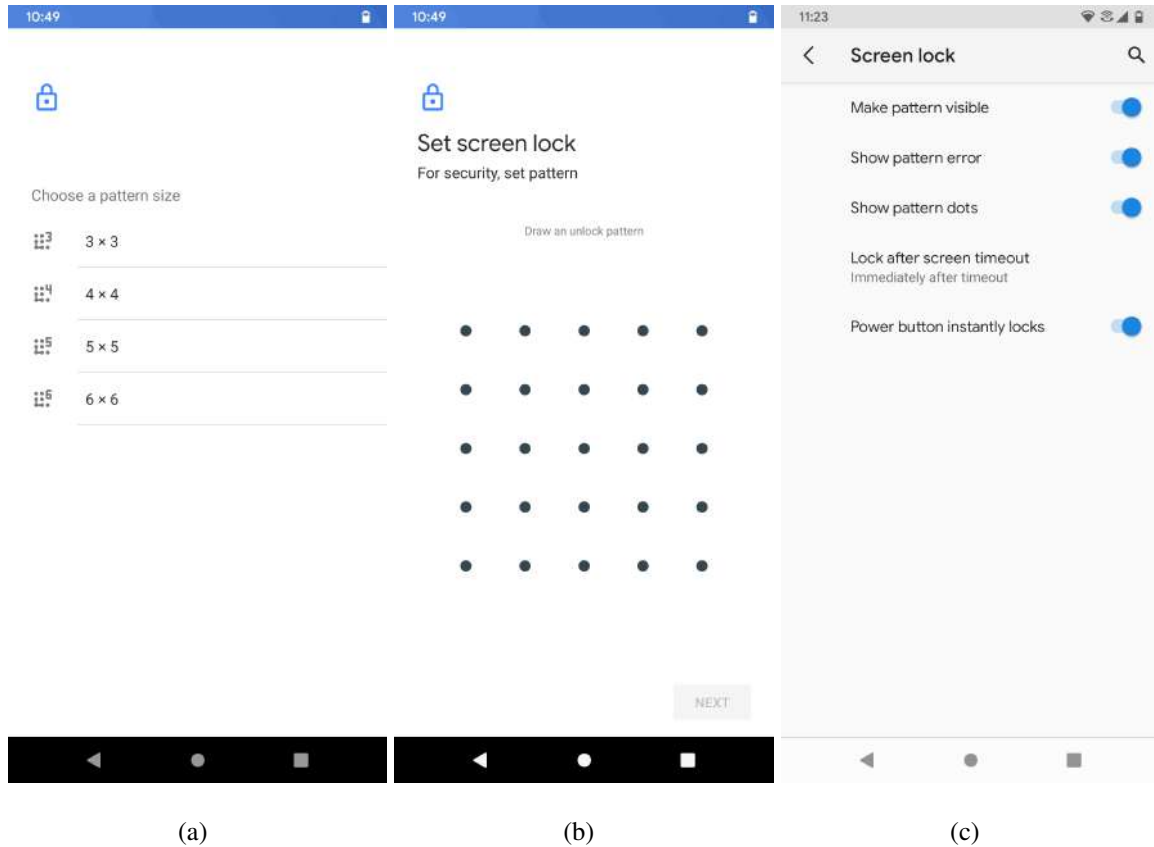 10:49
Choose a pattern size
3 × 3
4 × 4
5 × 5
6 × 6
10:49
Set screen lock
For security, set pattern
Draw an unlock pattern
NEXT
11:23
Screen lock
Make pattern visible
Show pattern error
Show pattern dots
Lock after screen timeout
Immediately after timeout
Power button instantly locks
(a)
(b)
(c)